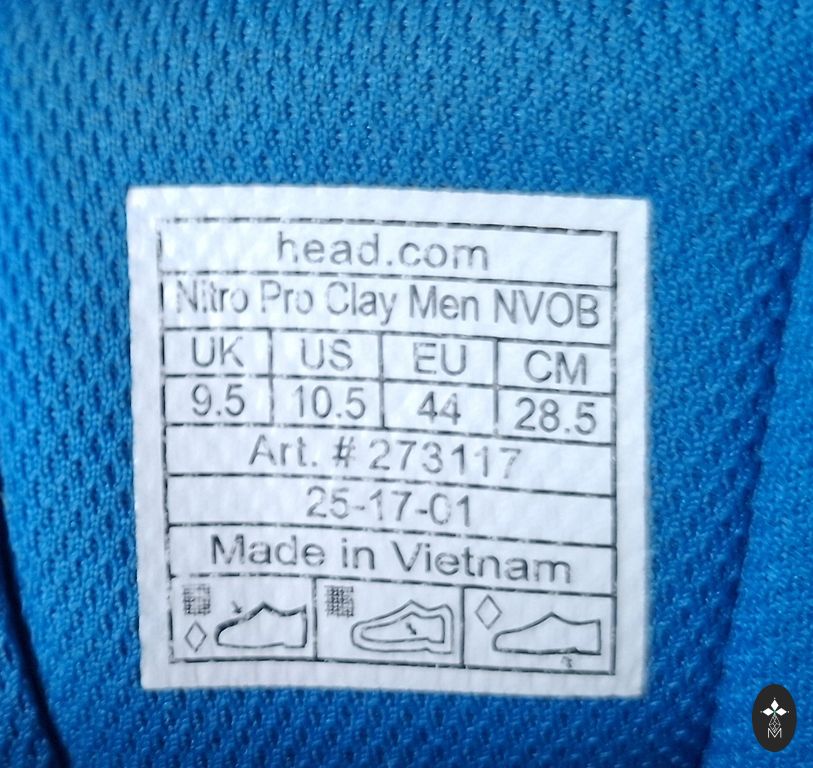 head.com
Nitro Pro Clay Men NVOB
UK US EU CM
9.5 10.5 44 28.5
Art. # 273117
25-17-01
Made in Vietnam
M